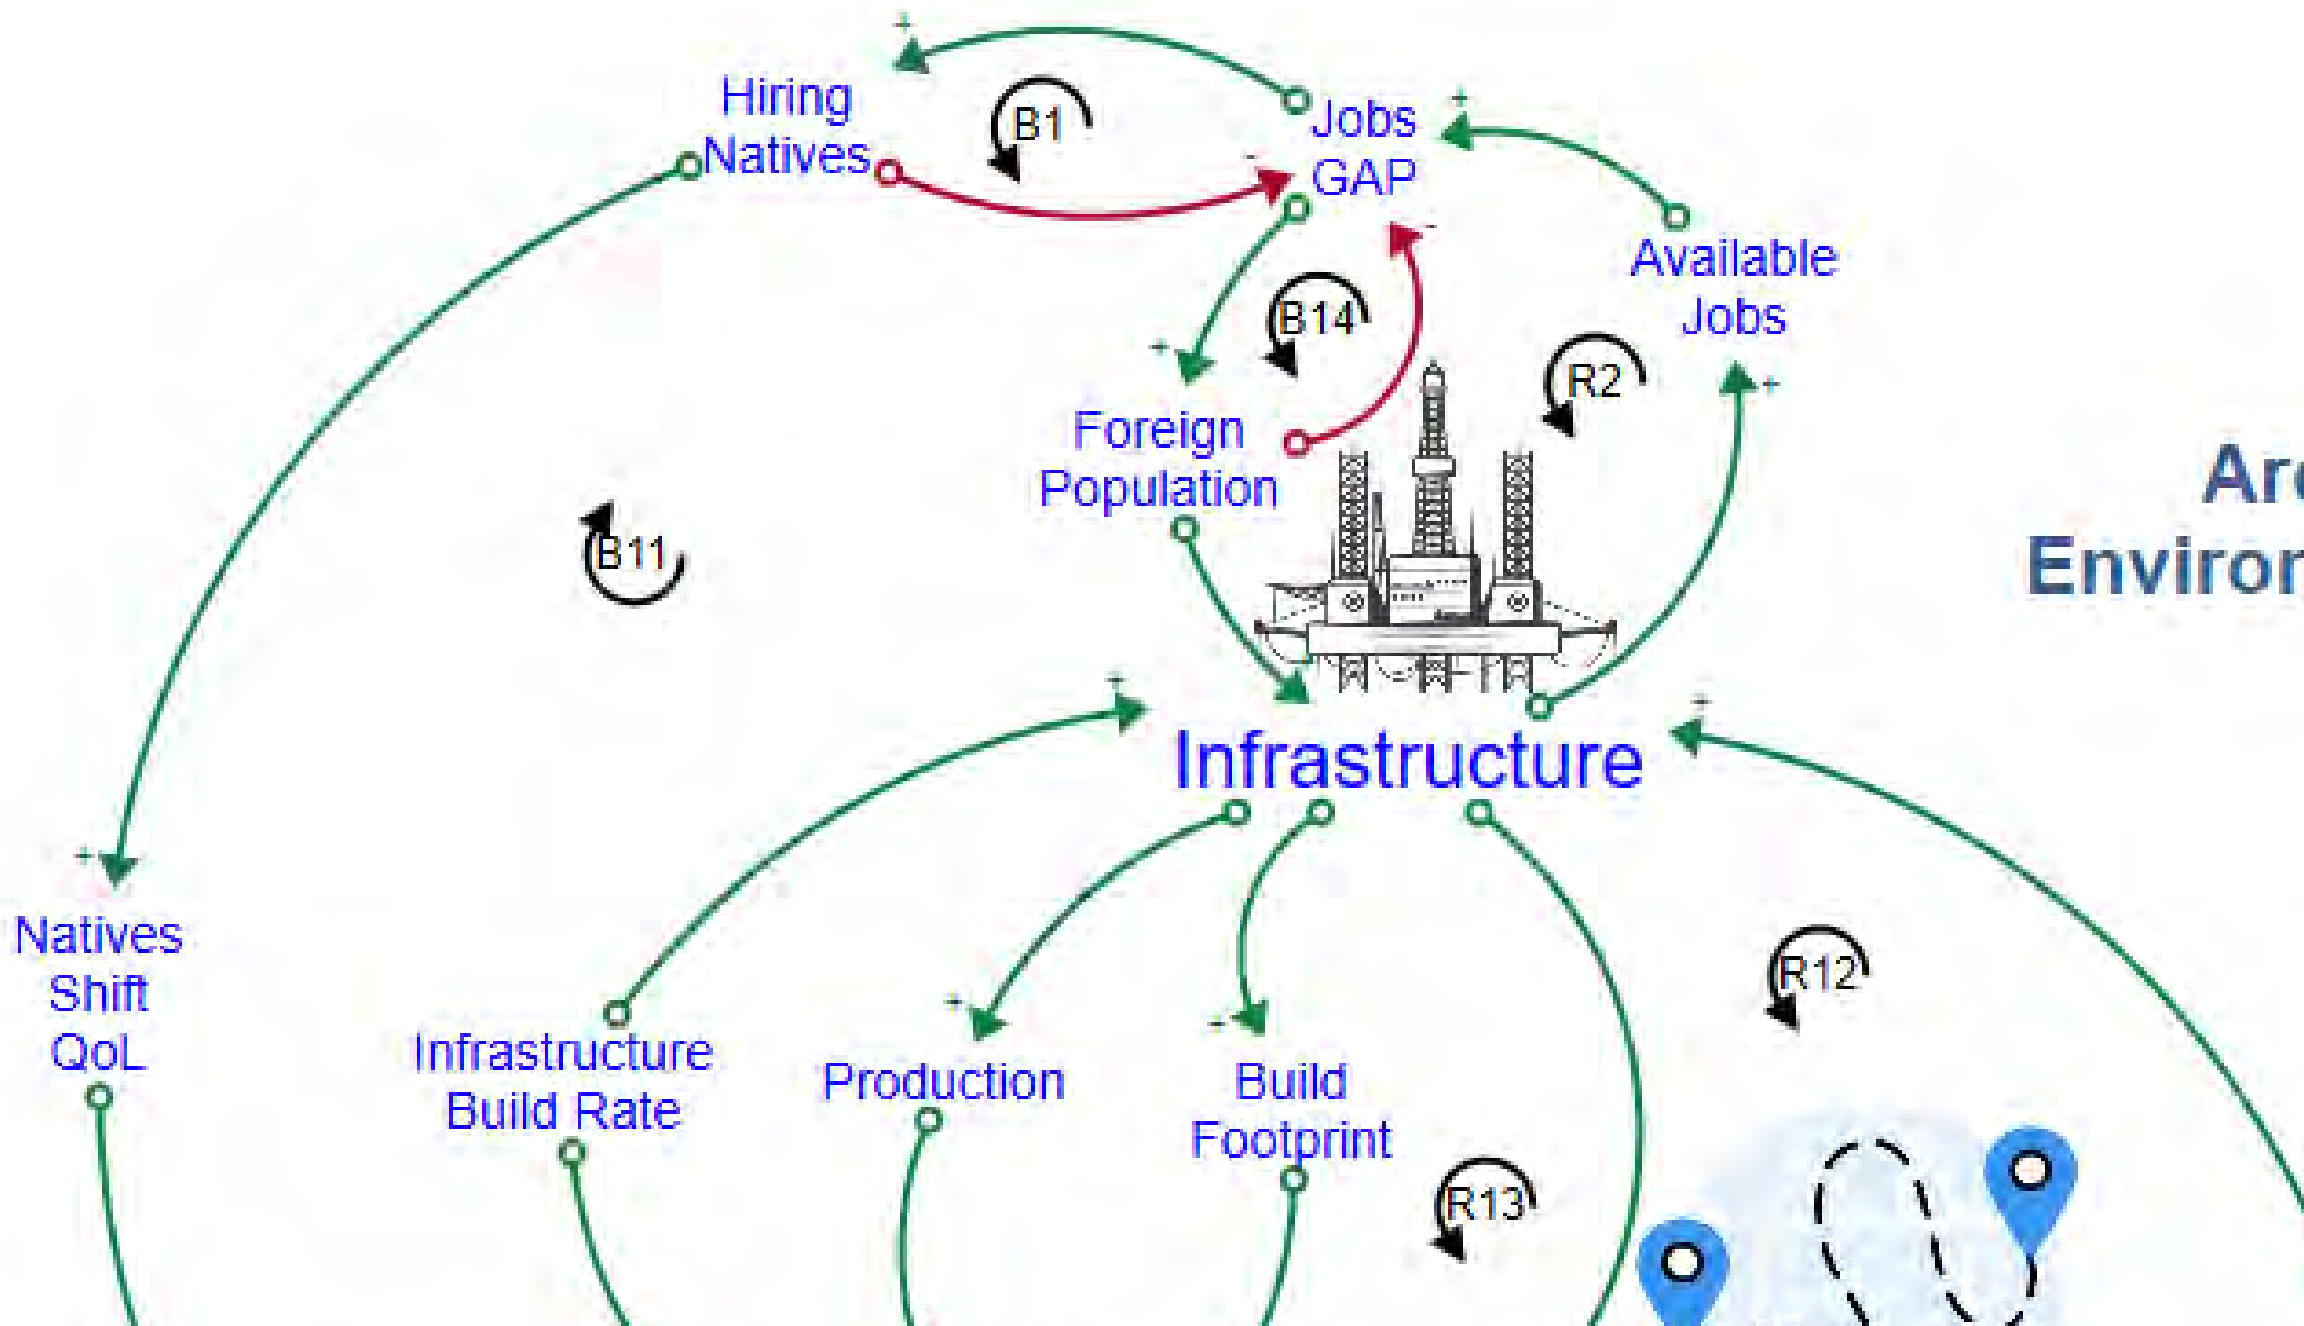 Hiring
Natives
B1
Jobs
GAP
Available
Jobs
B14
R2
Foreign
Population
B11
Infrastructure
Natives
Shift
QoL
Infrastructure
Build Rate
Production
Build
Footprint
R12
R13